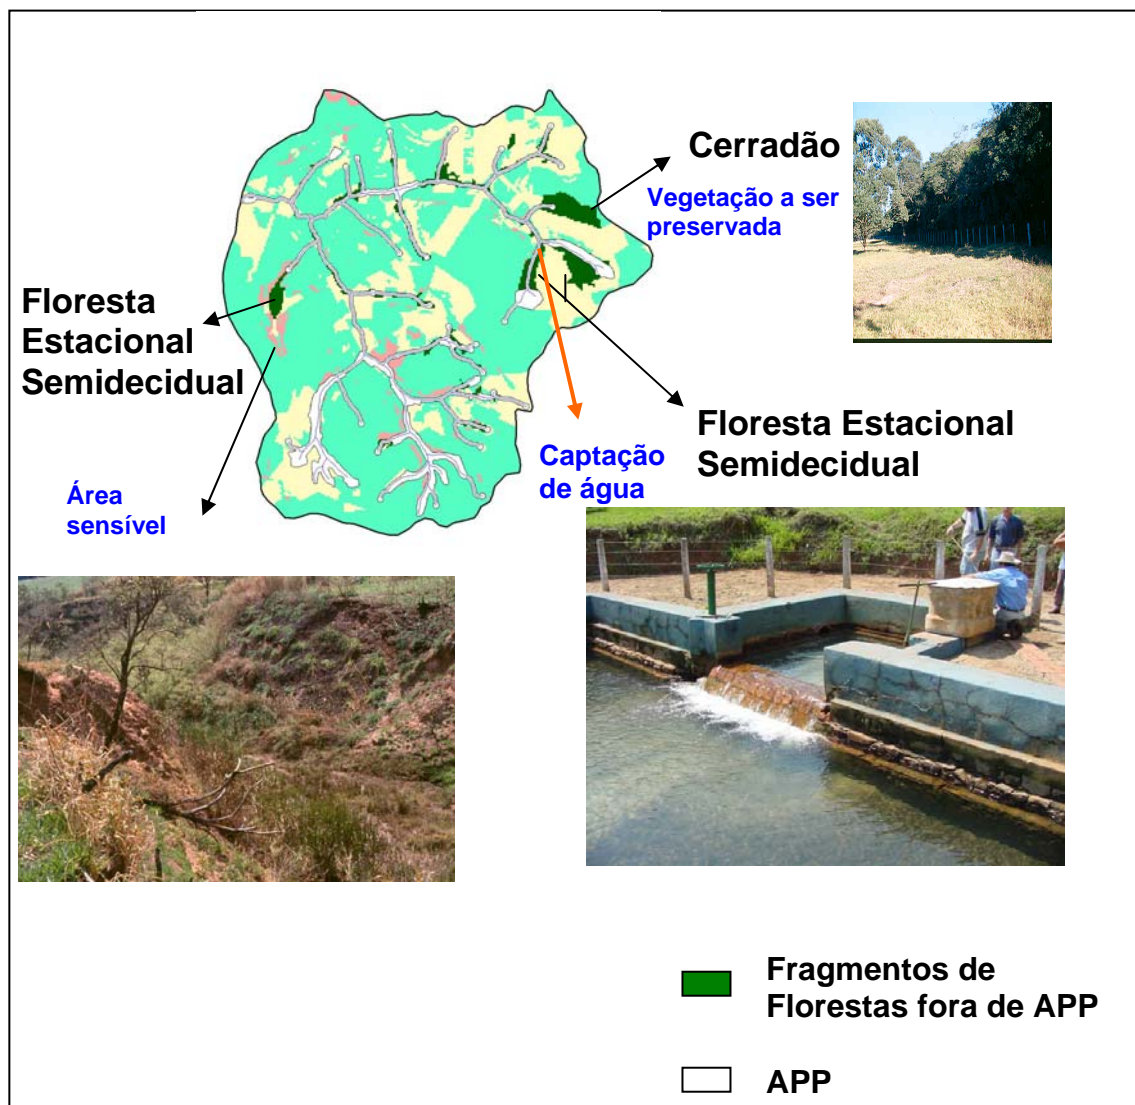 Cerradão
Vegetação a ser
preservada
Floresta
Estacional
Semidecidual
Floresta Estacional
Semidecidual
Captação
de água
Área
sensível
Fragmentos de
Florestas fora de APP
APP